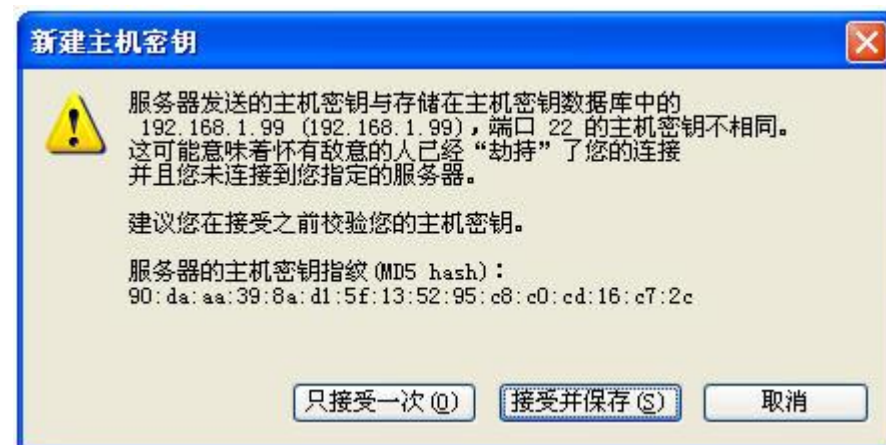 新建主机密钥
服务器发送的主机密钥与存储在主机密钥数据库中的
192.168.1.99 (192.168.1.99), 端口 22 的主机密钥不相同。
这可能意味着怀有敌意的人已经“劫持”了您的连接
并且您未连接到您指定的服务器。
建议您在接受之前校验您的主机密钥。
服务器的主机密钥指纹(MD5 hash):
90:da:aa:39:8a:d1:5f:13:52:95:c8:c0:cd:16:c7:2c
只接受一次(O) 接受并保存(S) 取消